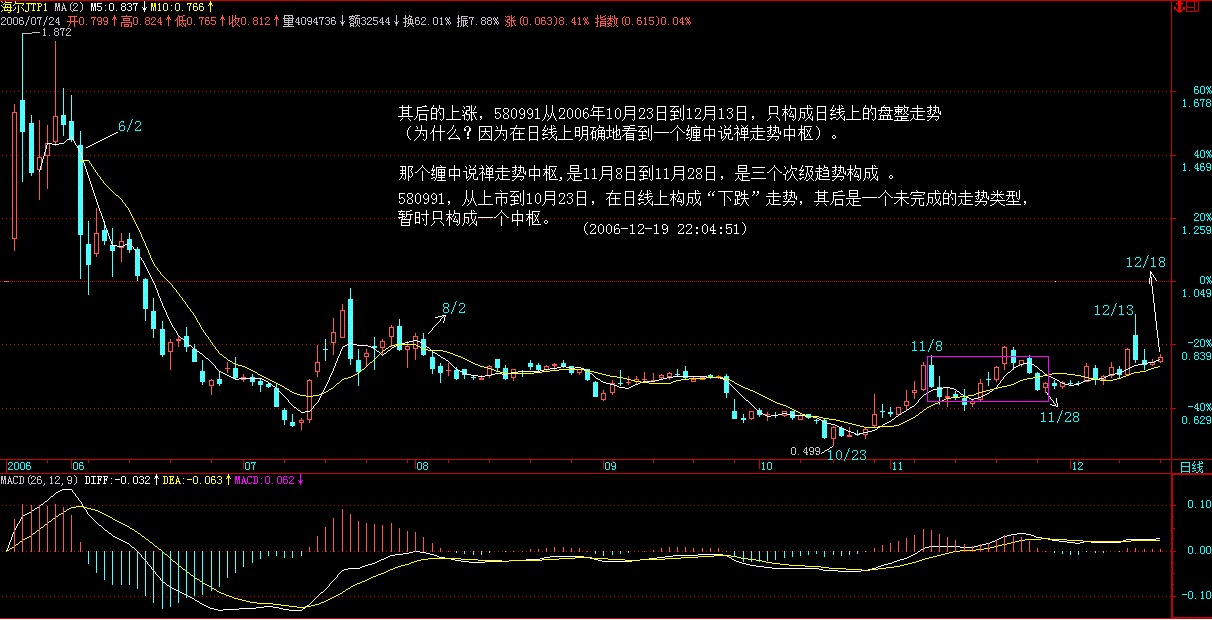 海尔JTP1 MA(2) M5:0.837↓M10:0.766↑
2006/07/24 开0.799↑高0.824↑低0.765↑收0.812↑量4094736↓额32544↓换62.01% 振7.88% 涨(0.063)8.41% 指数(0.615)0.04%
1.872
60%
1.678
其后的上涨，580991从2006年10月23日到12月13日，只构成日线上的盘整走势
（为什么？因为在日线上明确地看到一个缠中说禅走势中枢）。
6/2
40%
1.469
那个缠中说禅走势中枢,是11月8日到11月28日，是三个次级趋势构成 。
580991，从上市到10月23日，在日线上构成“下跌”走势，其后是一个未完成的走势类型，
暂时只构成一个中枢。
(2006-12-19 22:04:51)
20%
1.259
12/18
0%
1.049
8/2
12/13
11/8
-20%
0.839
-40%
0.629
11/28
0.499
10/23
2006 06 07 08 09 10 11 12 日线
MACD(26,12,9) DIFF:-0.032↑DEA:-0.063↑MACD:0.062↓
0.10
0.00
-0.10